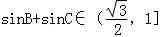 sinB+sinC∈ (√3/2, 1]